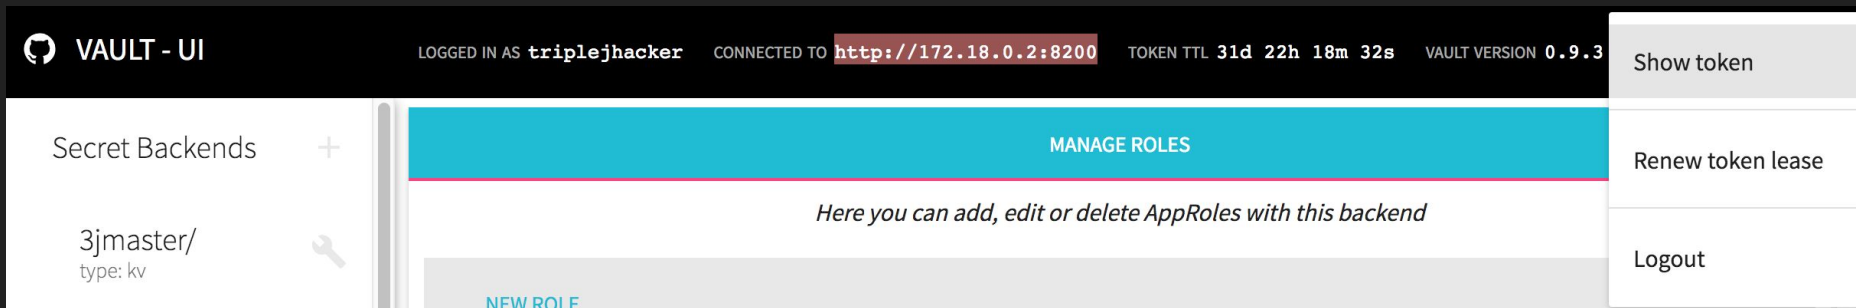 VAULT - UI
LOGGED IN AS triplejhacker CONNECTED TO http://172.18.0.2:8200 TOKEN TTL 31d 22h 18m 32s VAULT VERSION 0.9.3
Show token
Renew token lease
Logout
Secret Backends +
3jmaster/
type: kv
MANAGE ROLES
Here you can add, edit or delete AppRoles with this backend
NEW ROLE